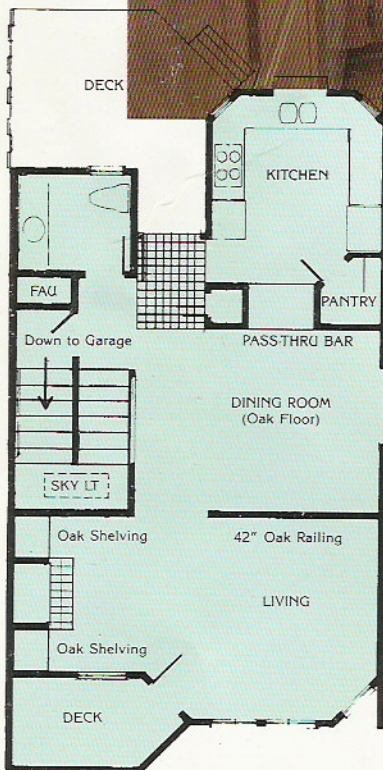 DECK
KITCHEN
FAU
PANTRY
Down to Garage
PASS-THRU BAR
DINING ROOM
(Oak Floor)
SKY LT
Oak Shelving
42" Oak Railing
LIVING
Oak Shelving
DECK